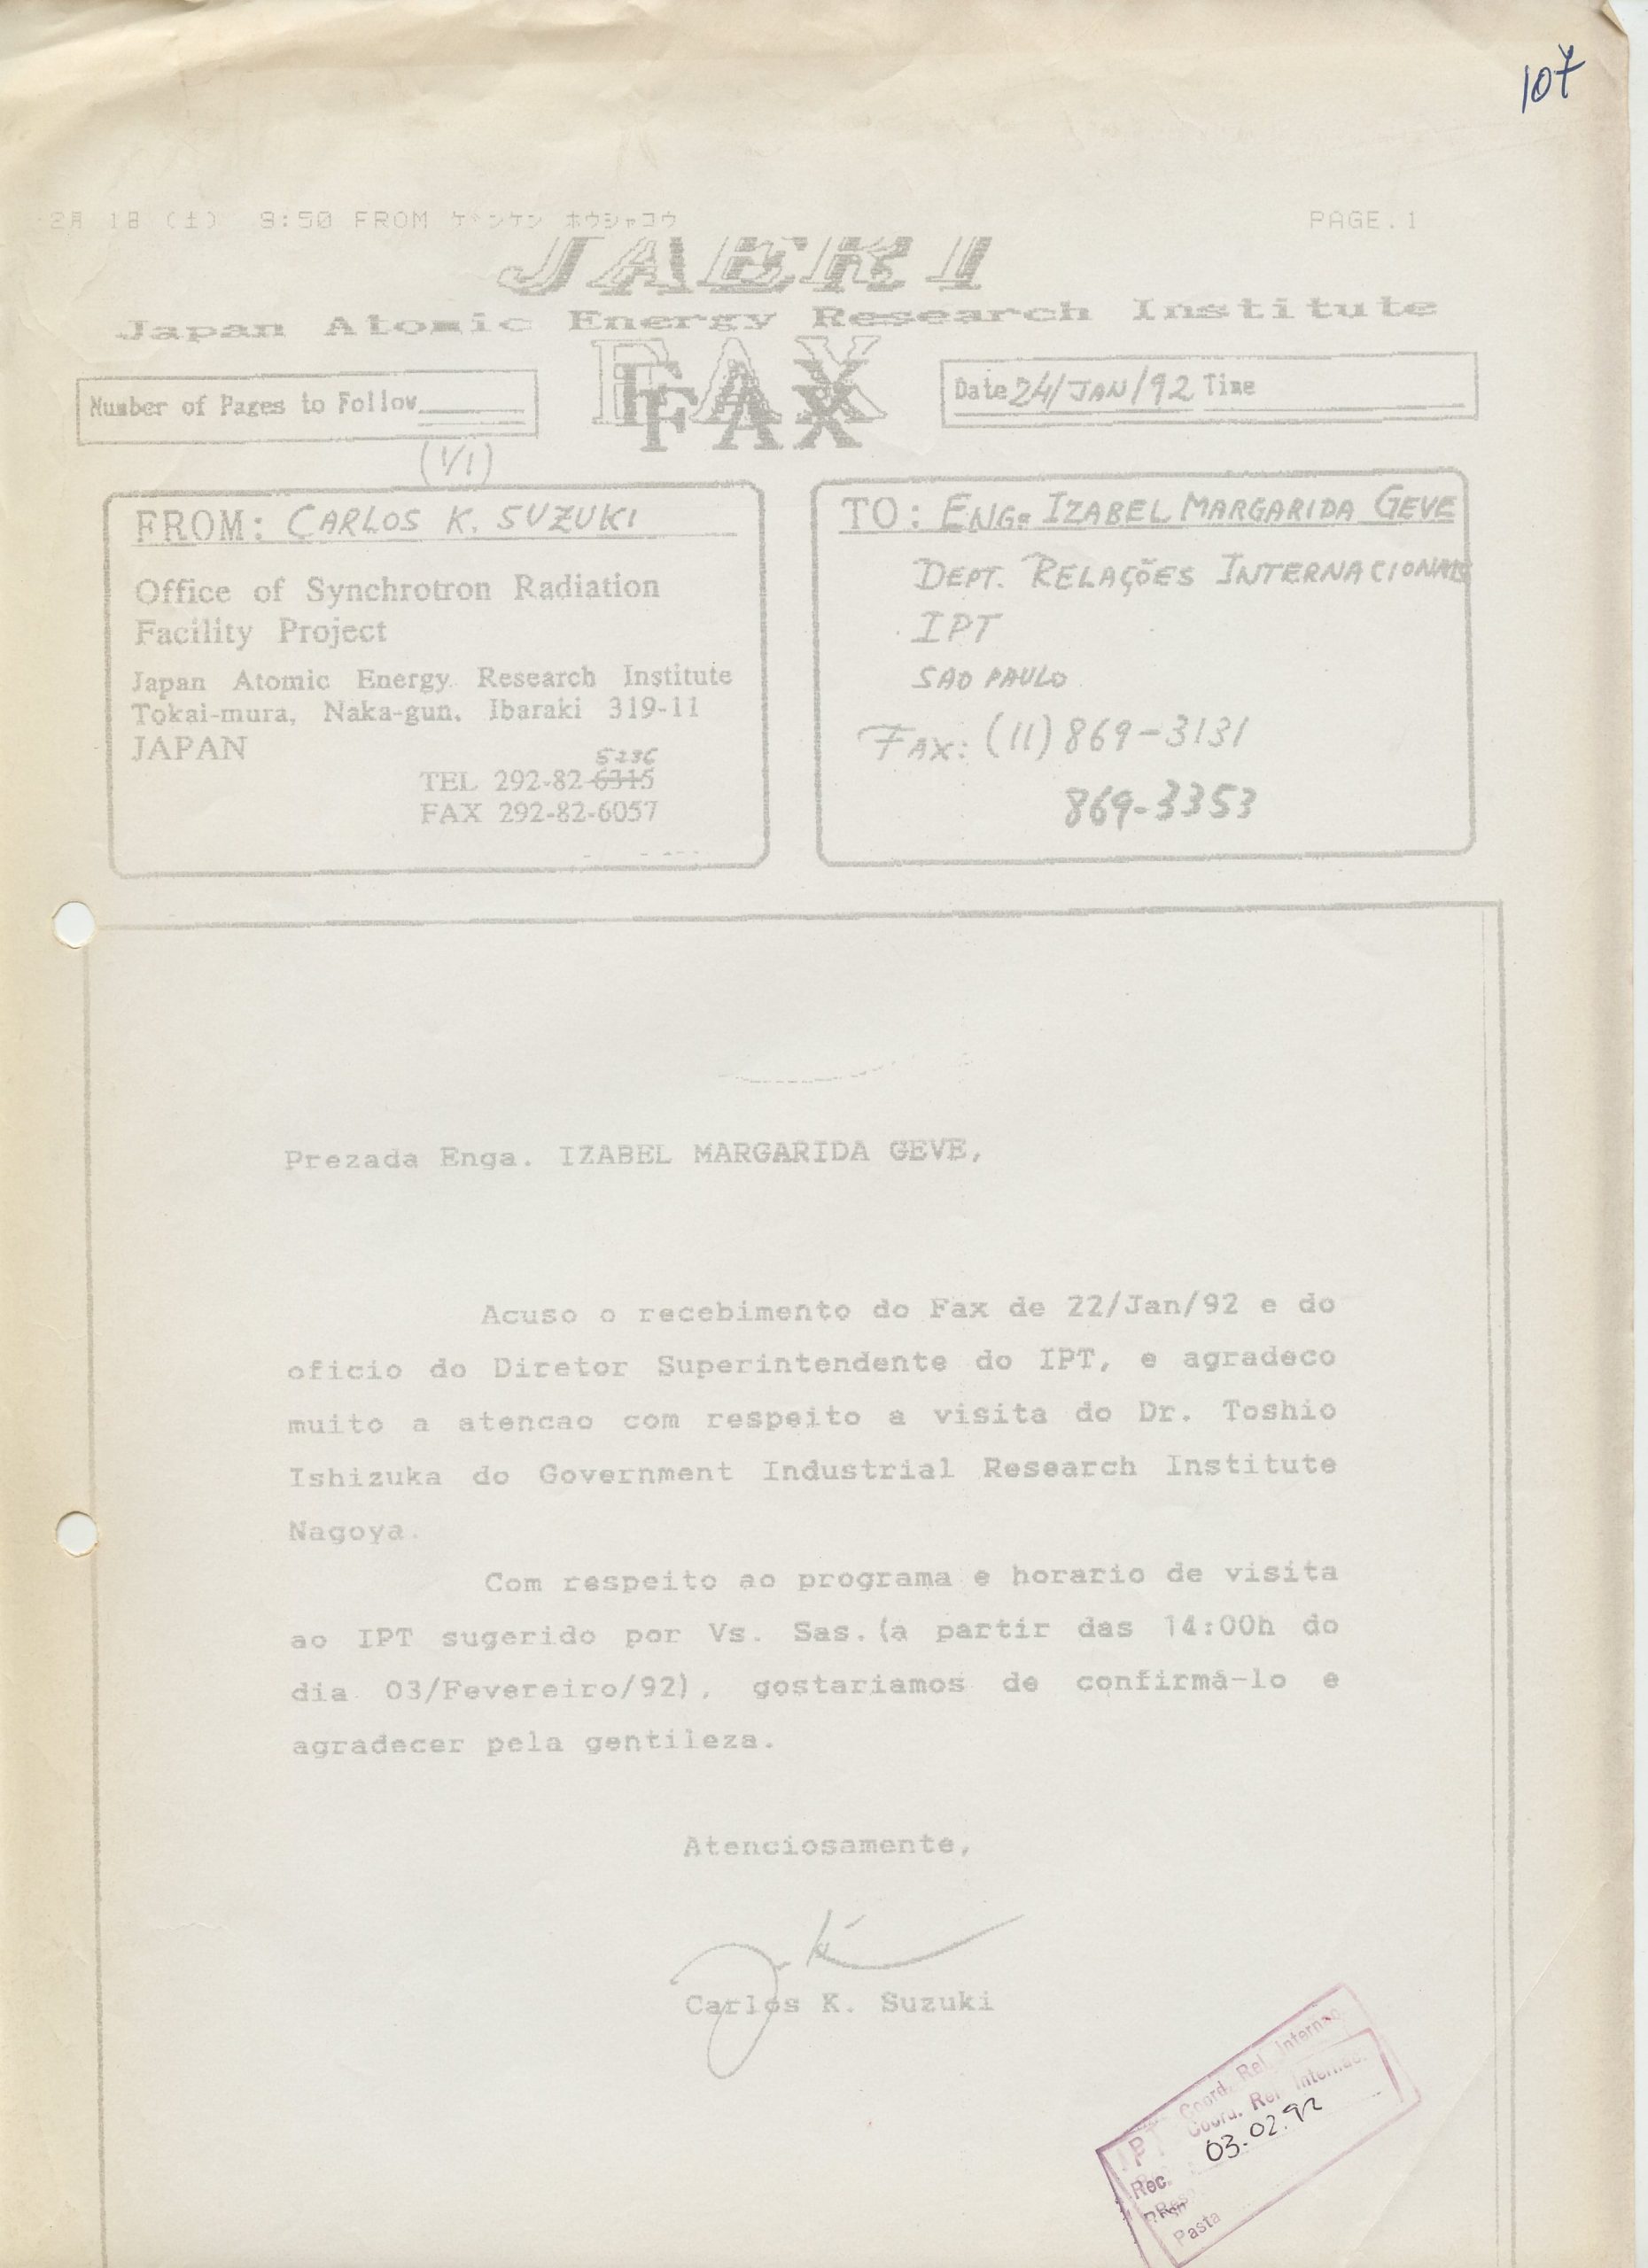 107
2月 18 (土) 9:50 FROM ゲンケン ホウシャコウ PAGE.1
JAERI
Japan Atomic Energy Research Institute
FAX
Number of Pages to Follow
Date 24/JAN/92 Time
(1/1)
FROM: CARLOS K. SUZUKI
Office of Synchrotron Radiation
Facility Project
Japan Atomic Energy Research Institute
Tokai-mura, Naka-gun, Ibaraki 319-11
JAPAN
5236
TEL 292-82-6315
FAX 292-82-6057
TO: ENGª IZABEL MARGARIDA GEVE
DEPT. RELAÇÕES INTERNACIONAIS
IPT
SAO PAULO
FAX: (11) 869-3131
869-3353
Prezada Enga. IZABEL MARGARIDA GEVE,
Acuso o recebimento do Fax de 22/Jan/92 e do
oficio do Diretor Superintendente do IPT, e agradeco
muito a atencao com respeito a visita do Dr. Toshio
Ishizuka do Government Industrial Research Institute
Nagoya.
Com respeito ao programa e horario de visita
ao IPT sugerido por Vs. Sas. (a partir das 14:00h do
dia 03/Fevereiro/92), gostariamos de confirmá-lo e
agradecer pela gentileza.
Atenciosamente,
Carlos K. Suzuki
Coord. Rel. Internac.
IPT Coord. Rel. Internac.
Rec. 03.02.92
Pasta